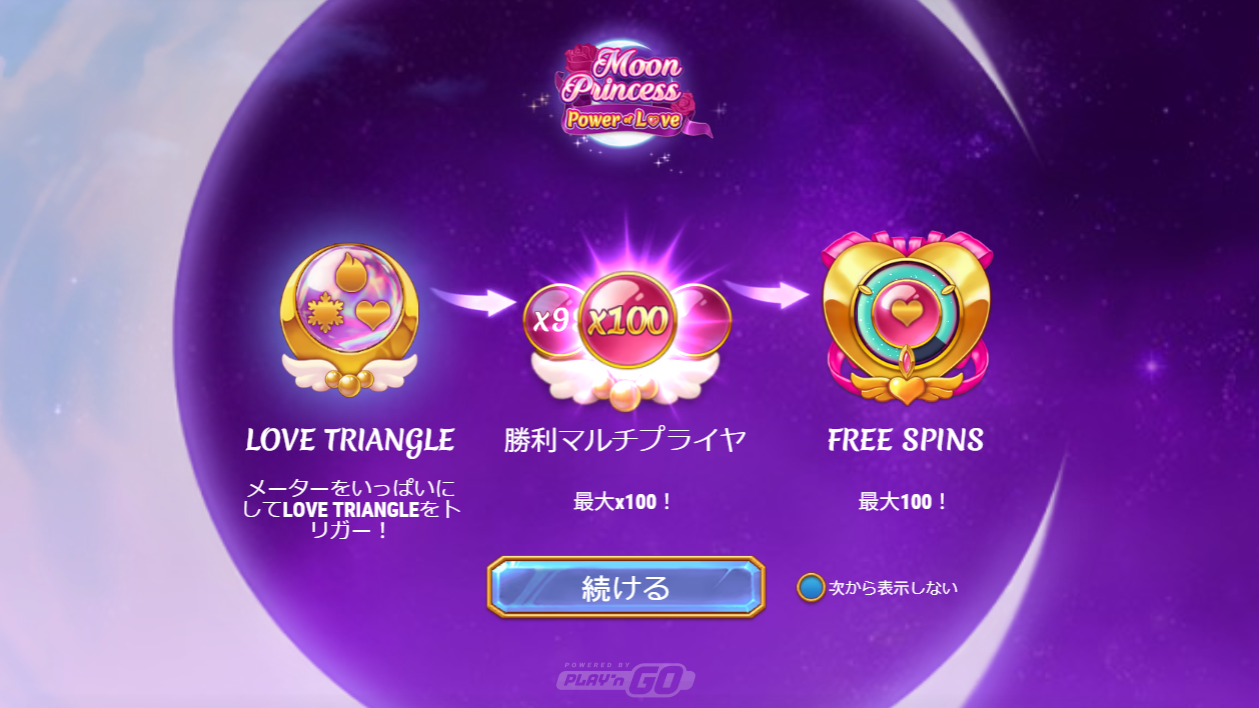 Moon
Princess
Power of Love
x9
x100
LOVE TRIANGLE
勝利マルチプライヤ
FREE SPINS
メーターをいっぱいに
してLOVE TRIANGLEをト
リガー！
最大x100！
最大100！
続ける
次から表示しない
POWERED BY
PLAY'n GO